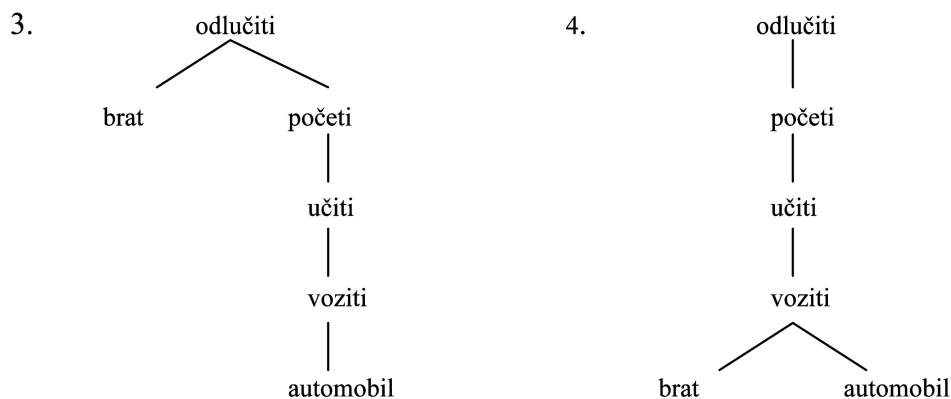 3.
odlučiti
brat
početi
učiti
voziti
automobil
4.
odlučiti
početi
učiti
voziti
brat
automobil